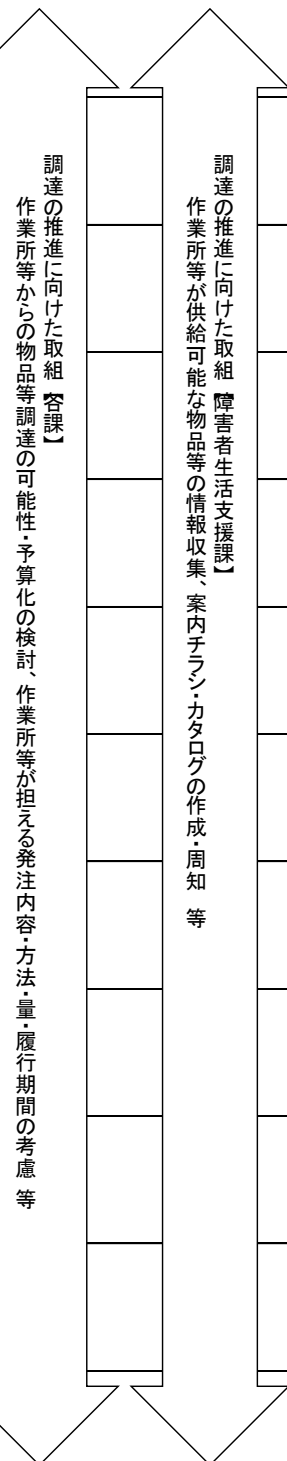 調達の推進に向けた取組【障害者生活支援課】
作業所等が供給可能な物品等の情報収集、案内チラシ・カタログの作成・周知 等
調達の推進に向けた取組【各課】
作業所等からの物品等調達の可能性・予算化の検討、作業所等が担える発注内容・方法・量・履行期間の考慮 等